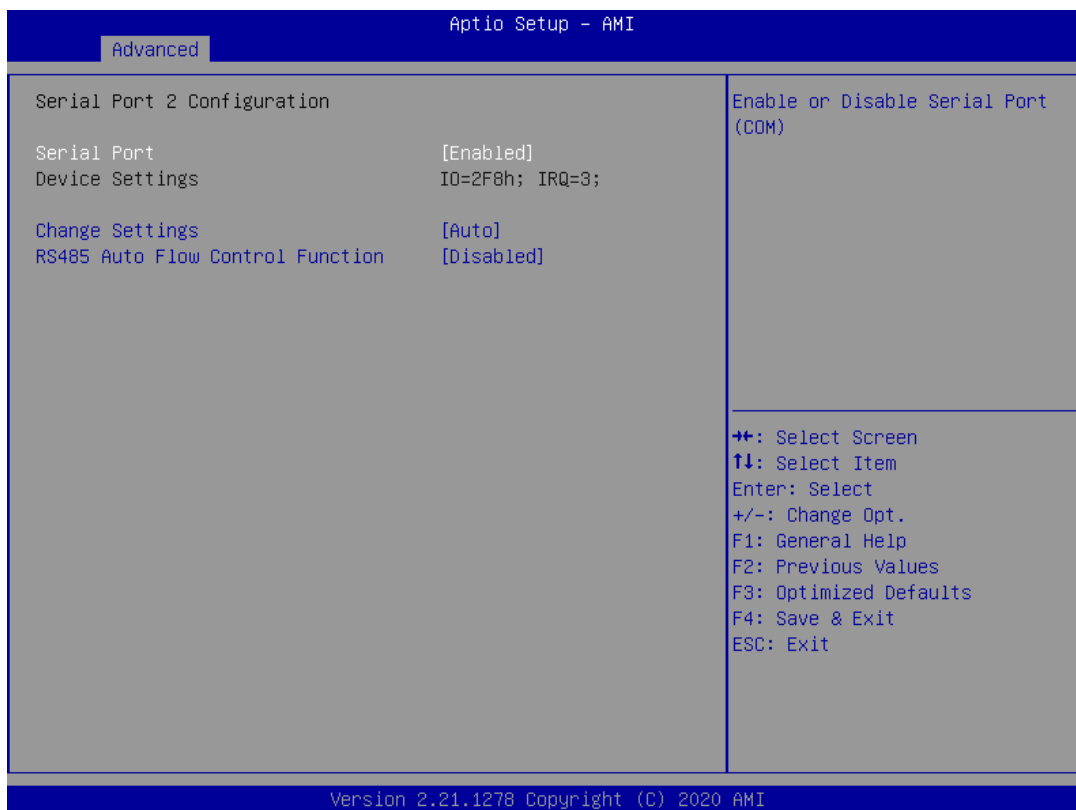 Aptio Setup – AMI
Advanced
Serial Port 2 Configuration
Serial Port [Enabled]
Device Settings IO=2F8h; IRQ=3;
Change Settings [Auto]
RS485 Auto Flow Control Function [Disabled]
Enable or Disable Serial Port
(COM)
→←: Select Screen
↑↓: Select Item
Enter: Select
+/-: Change Opt.
F1: General Help
F2: Previous Values
F3: Optimized Defaults
F4: Save & Exit
ESC: Exit
Version 2.21.1278 Copyright (C) 2020 AMI